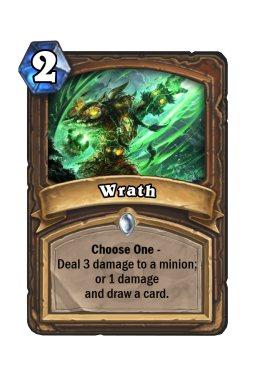 2
Wrath
Choose One -
Deal 3 damage to a minion;
or 1 damage
and draw a card.